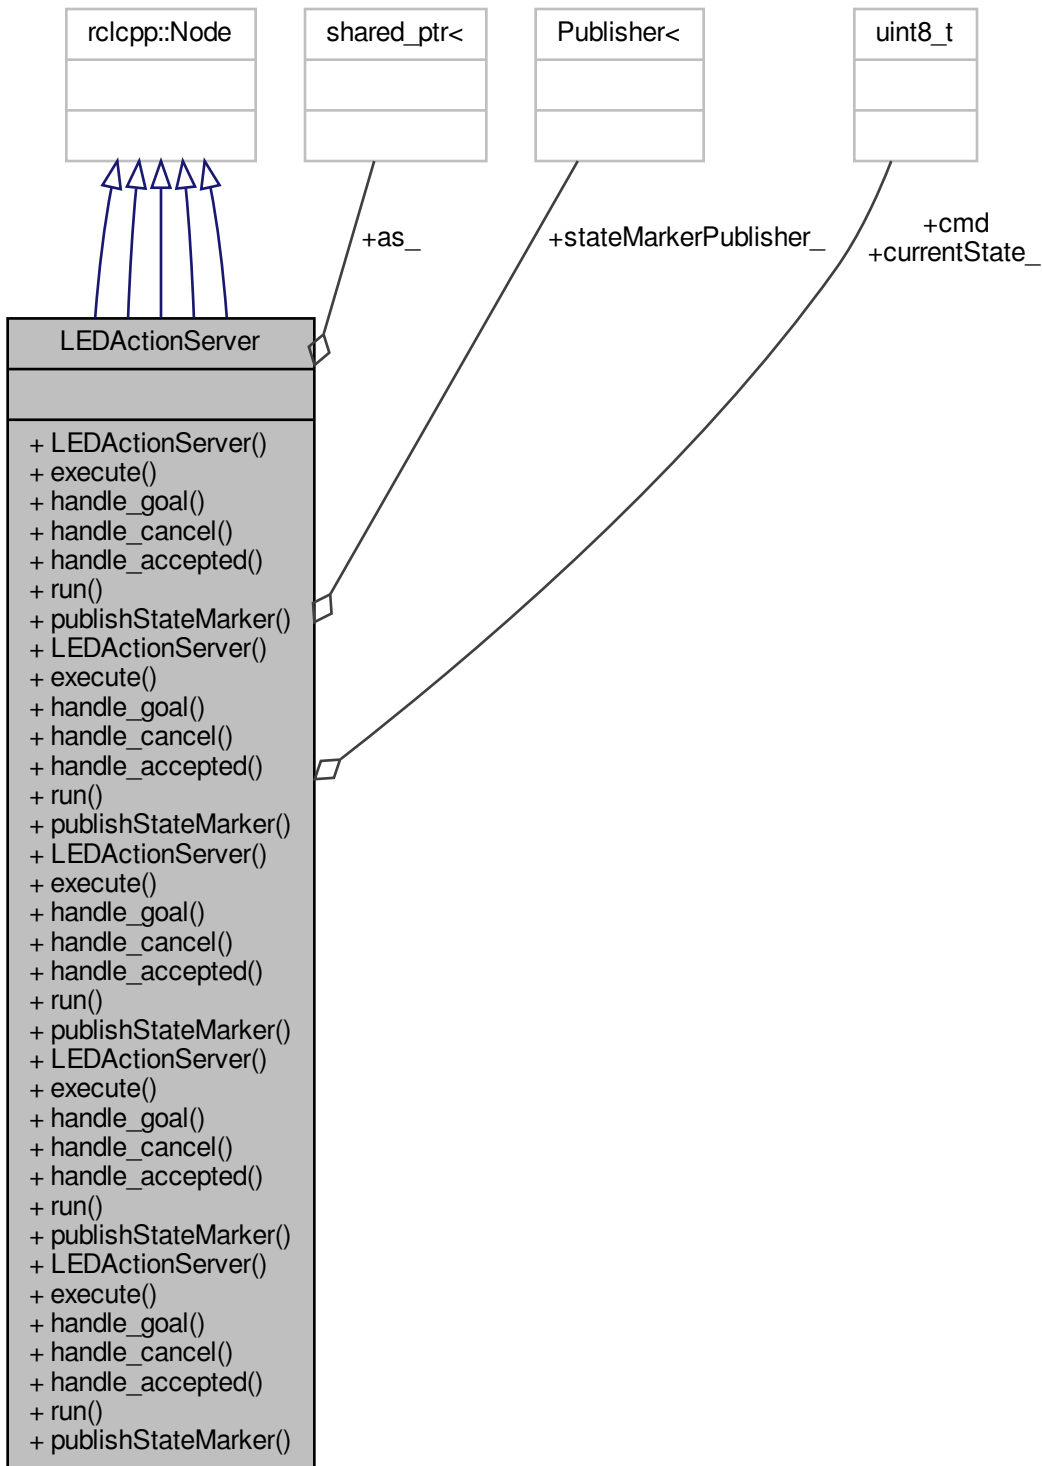 rclcpp::Node
shared_ptr<
Publisher<
uint8_t
+as_
+stateMarkerPublisher_
+cmd
+currentState_
LEDActionServer
+ LEDActionServer()
+ execute()
+ handle_goal()
+ handle_cancel()
+ handle_accepted()
+ run()
+ publishStateMarker()
+ LEDActionServer()
+ execute()
+ handle_goal()
+ handle_cancel()
+ handle_accepted()
+ run()
+ publishStateMarker()
+ LEDActionServer()
+ execute()
+ handle_goal()
+ handle_cancel()
+ handle_accepted()
+ run()
+ publishStateMarker()
+ LEDActionServer()
+ execute()
+ handle_goal()
+ handle_cancel()
+ handle_accepted()
+ run()
+ publishStateMarker()
+ LEDActionServer()
+ execute()
+ handle_goal()
+ handle_cancel()
+ handle_accepted()
+ run()
+ publishStateMarker()